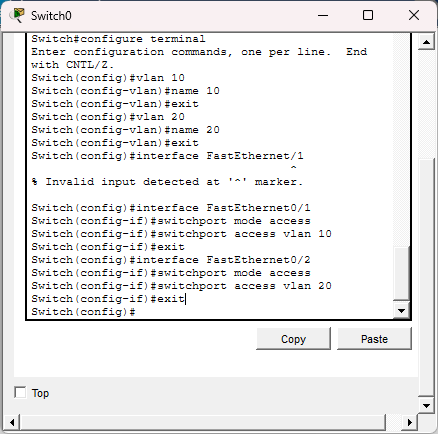 Switch0
Switch#configure terminal
Enter configuration commands, one per line.  End
with CNTL/Z.
Switch(config)#vlan 10
Switch(config-vlan)#name 10
Switch(config-vlan)#exit
Switch(config)#vlan 20
Switch(config-vlan)#name 20
Switch(config-vlan)#exit
Switch(config)#interface FastEthernet/1
^
% Invalid input detected at '^' marker.
Switch(config)#interface FastEthernet0/1
Switch(config-if)#switchport mode access
Switch(config-if)#switchport access vlan 10
Switch(config-if)#exit
Switch(config)#interface FastEthernet0/2
Switch(config-if)#switchport mode access
Switch(config-if)#switchport access vlan 20
Switch(config-if)#exit
Switch(config)#
Copy Paste
Top